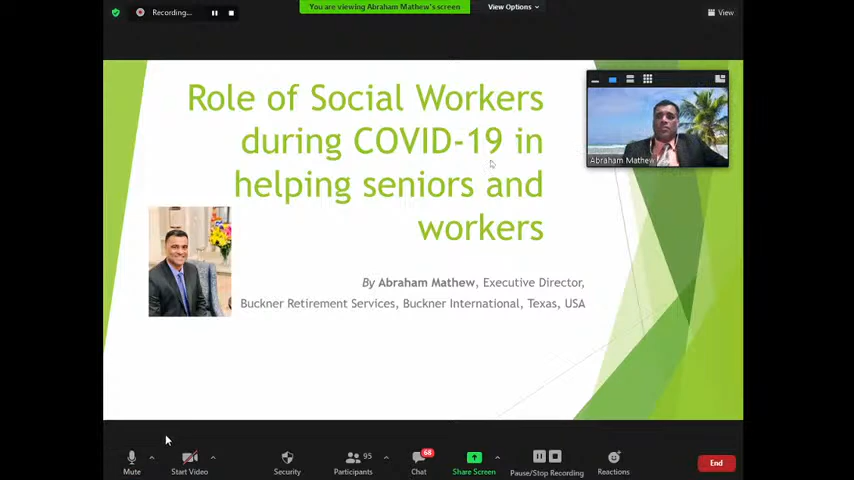 Recording...
You are viewing Abraham Mathew's screen
View Options
View
Role of Social Workers
during COVID-19 in
helping seniors and
workers
Abraham Mathew
By Abraham Mathew, Executive Director,
Buckner Retirement Services, Buckner International, Texas, USA
Mute
Start Video
Security
95
Participants
68
Chat
Share Screen
Pause/Stop Recording
Reactions
End